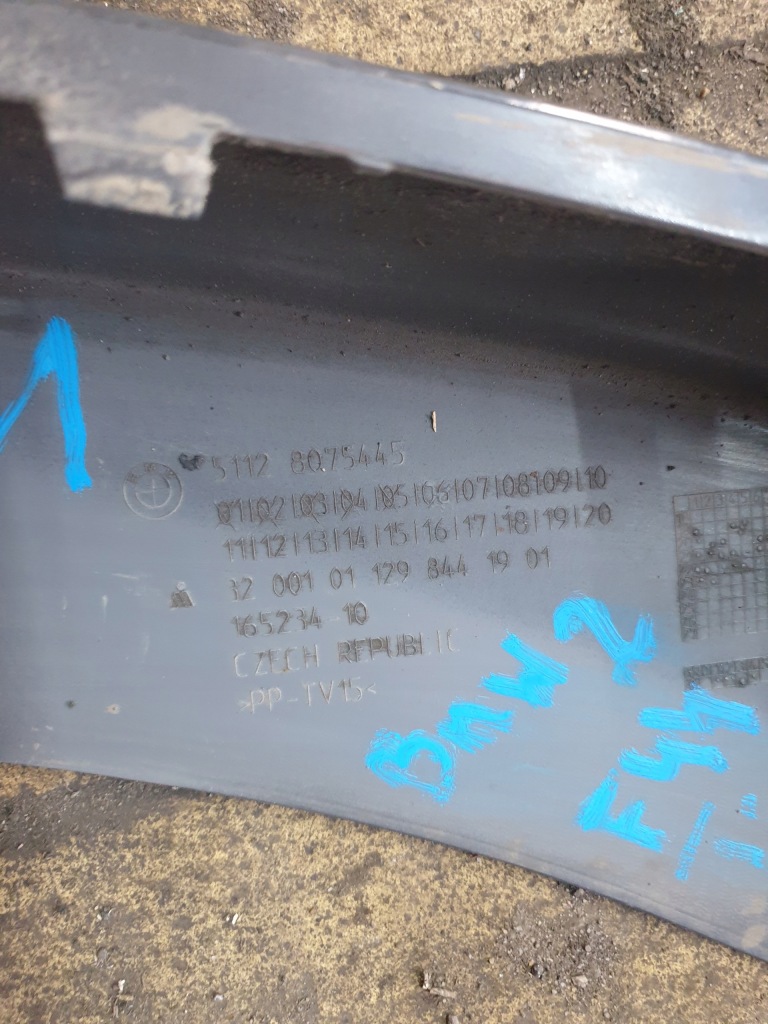 1
5112 8075445
01|02|03|04|05|06|07|08|09|10
11|12|13|14|15|16|17|18|19|20
12 001 01 129 844 19 01
165234-10
CZECH REPUBLIC
>PP-TV15<
BMW 2
F44